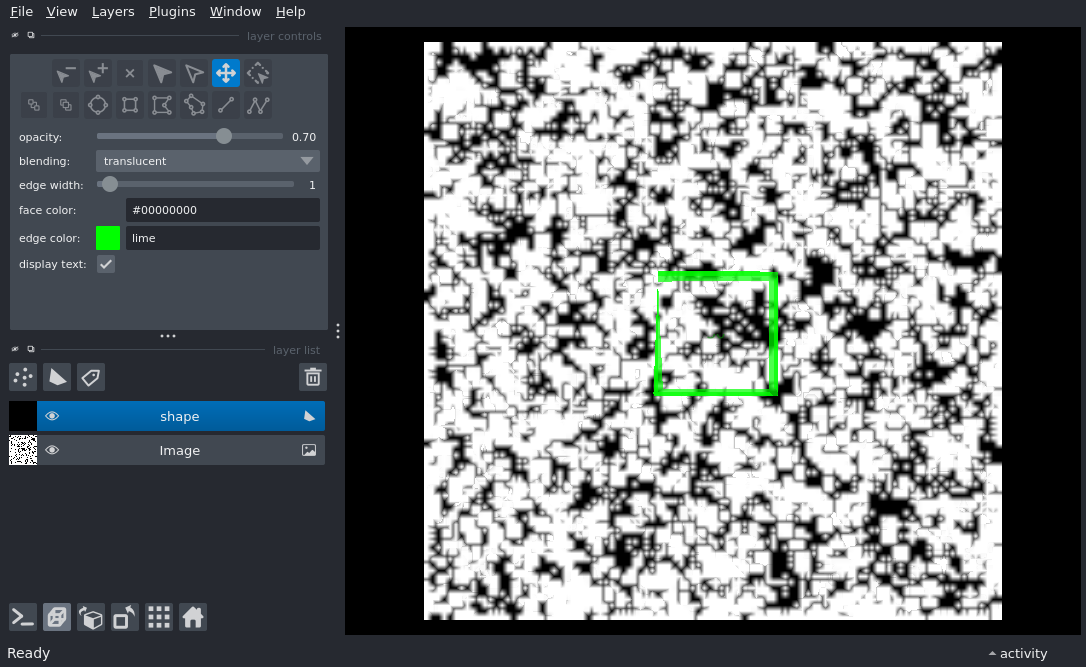 File View Layers Plugins Window Help
layer controls
opacity: 0.70
blending: translucent
edge width: 1
face color: #00000000
edge color: lime
display text:
layer list
shape
Image
Ready
activity